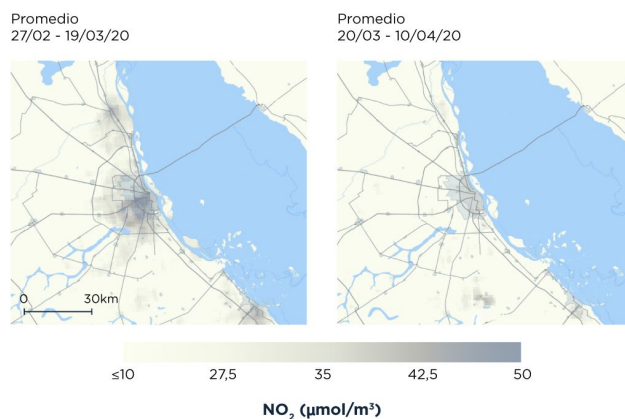 Promedio
27/02 - 19/03/20
Promedio
20/03 - 10/04/20
0 30km
≤10 27,5 35 42,5 50
NO₂ (μmol/m³)